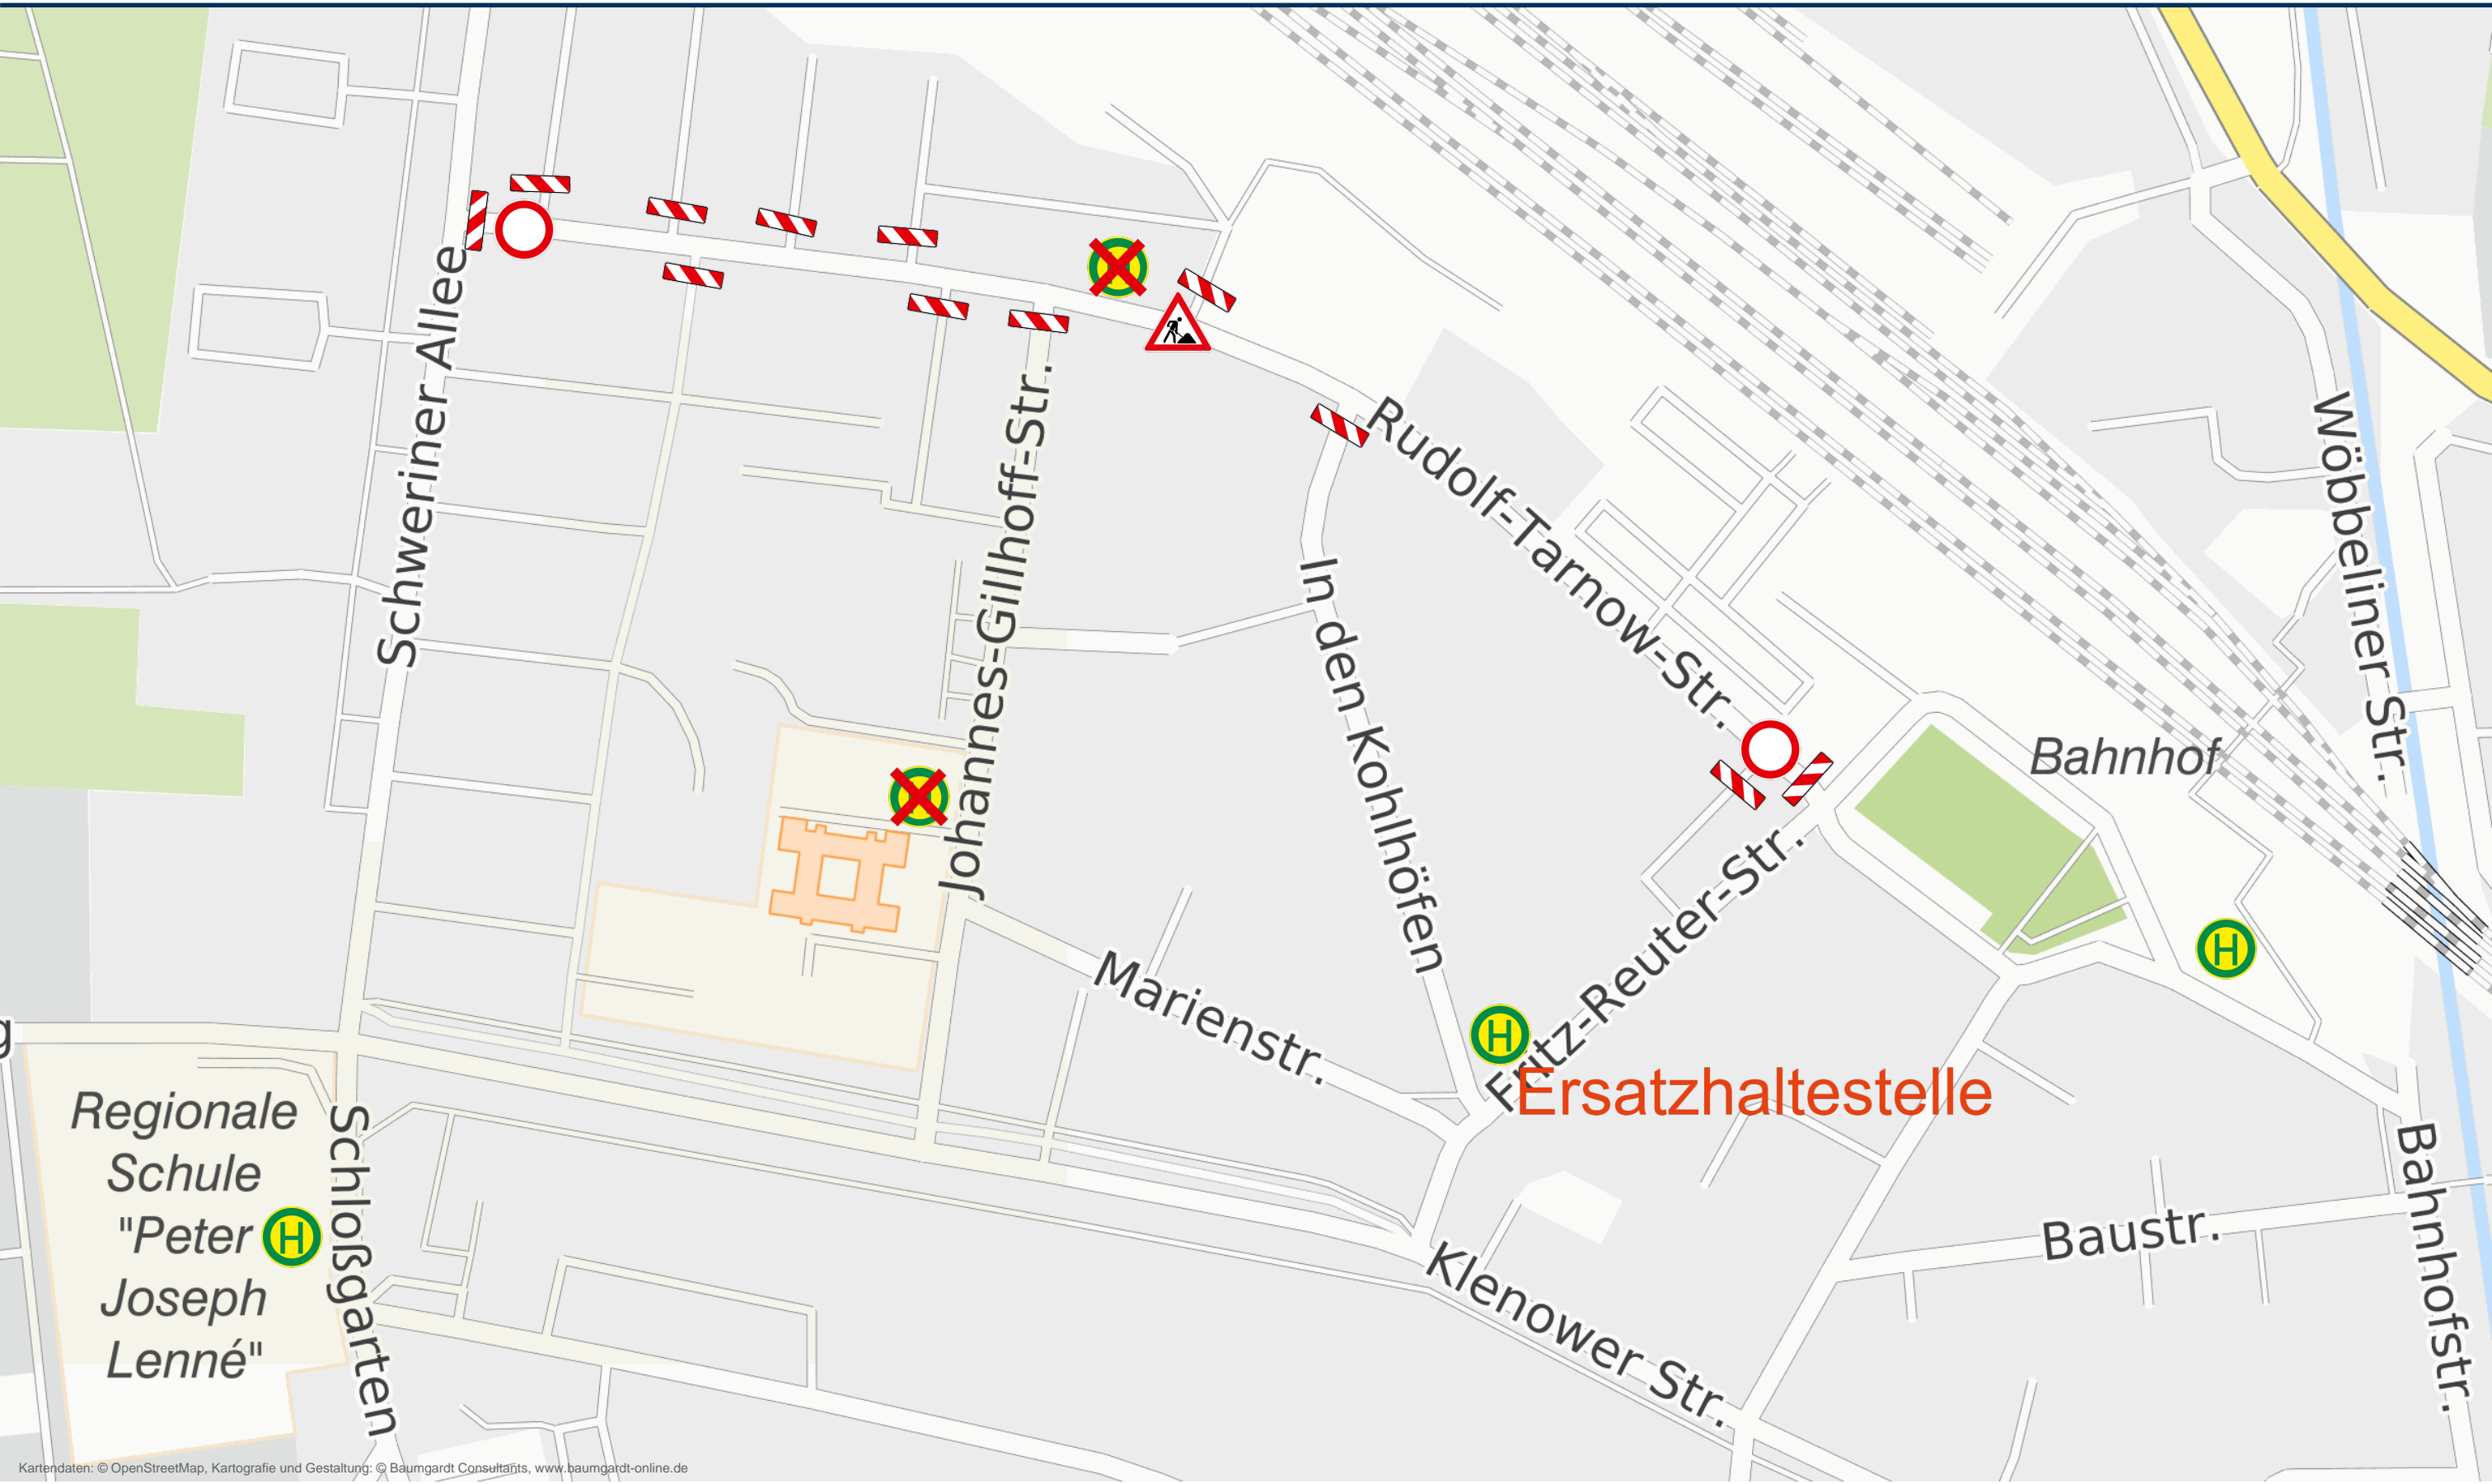 Schweriner Allee
Johannes-Gillhoff-Str.
Rudolf-Tarnow-Str.
In den Kohlhöfen
Wöbbeliner Str.
Bahnhof
Marienstr.
Fritz-Reuter-Str.
H
H
Ersatzhaltestelle
g
Regionale
Schule
"Peter
Joseph
Lenné"
H
Schloßgarten
Klenower Str.
Baustr.
Bahnhofstr.
Kartendaten: © OpenStreetMap, Kartografie und Gestaltung: © Baumgardt Consultants, www.baumgardt-online.de